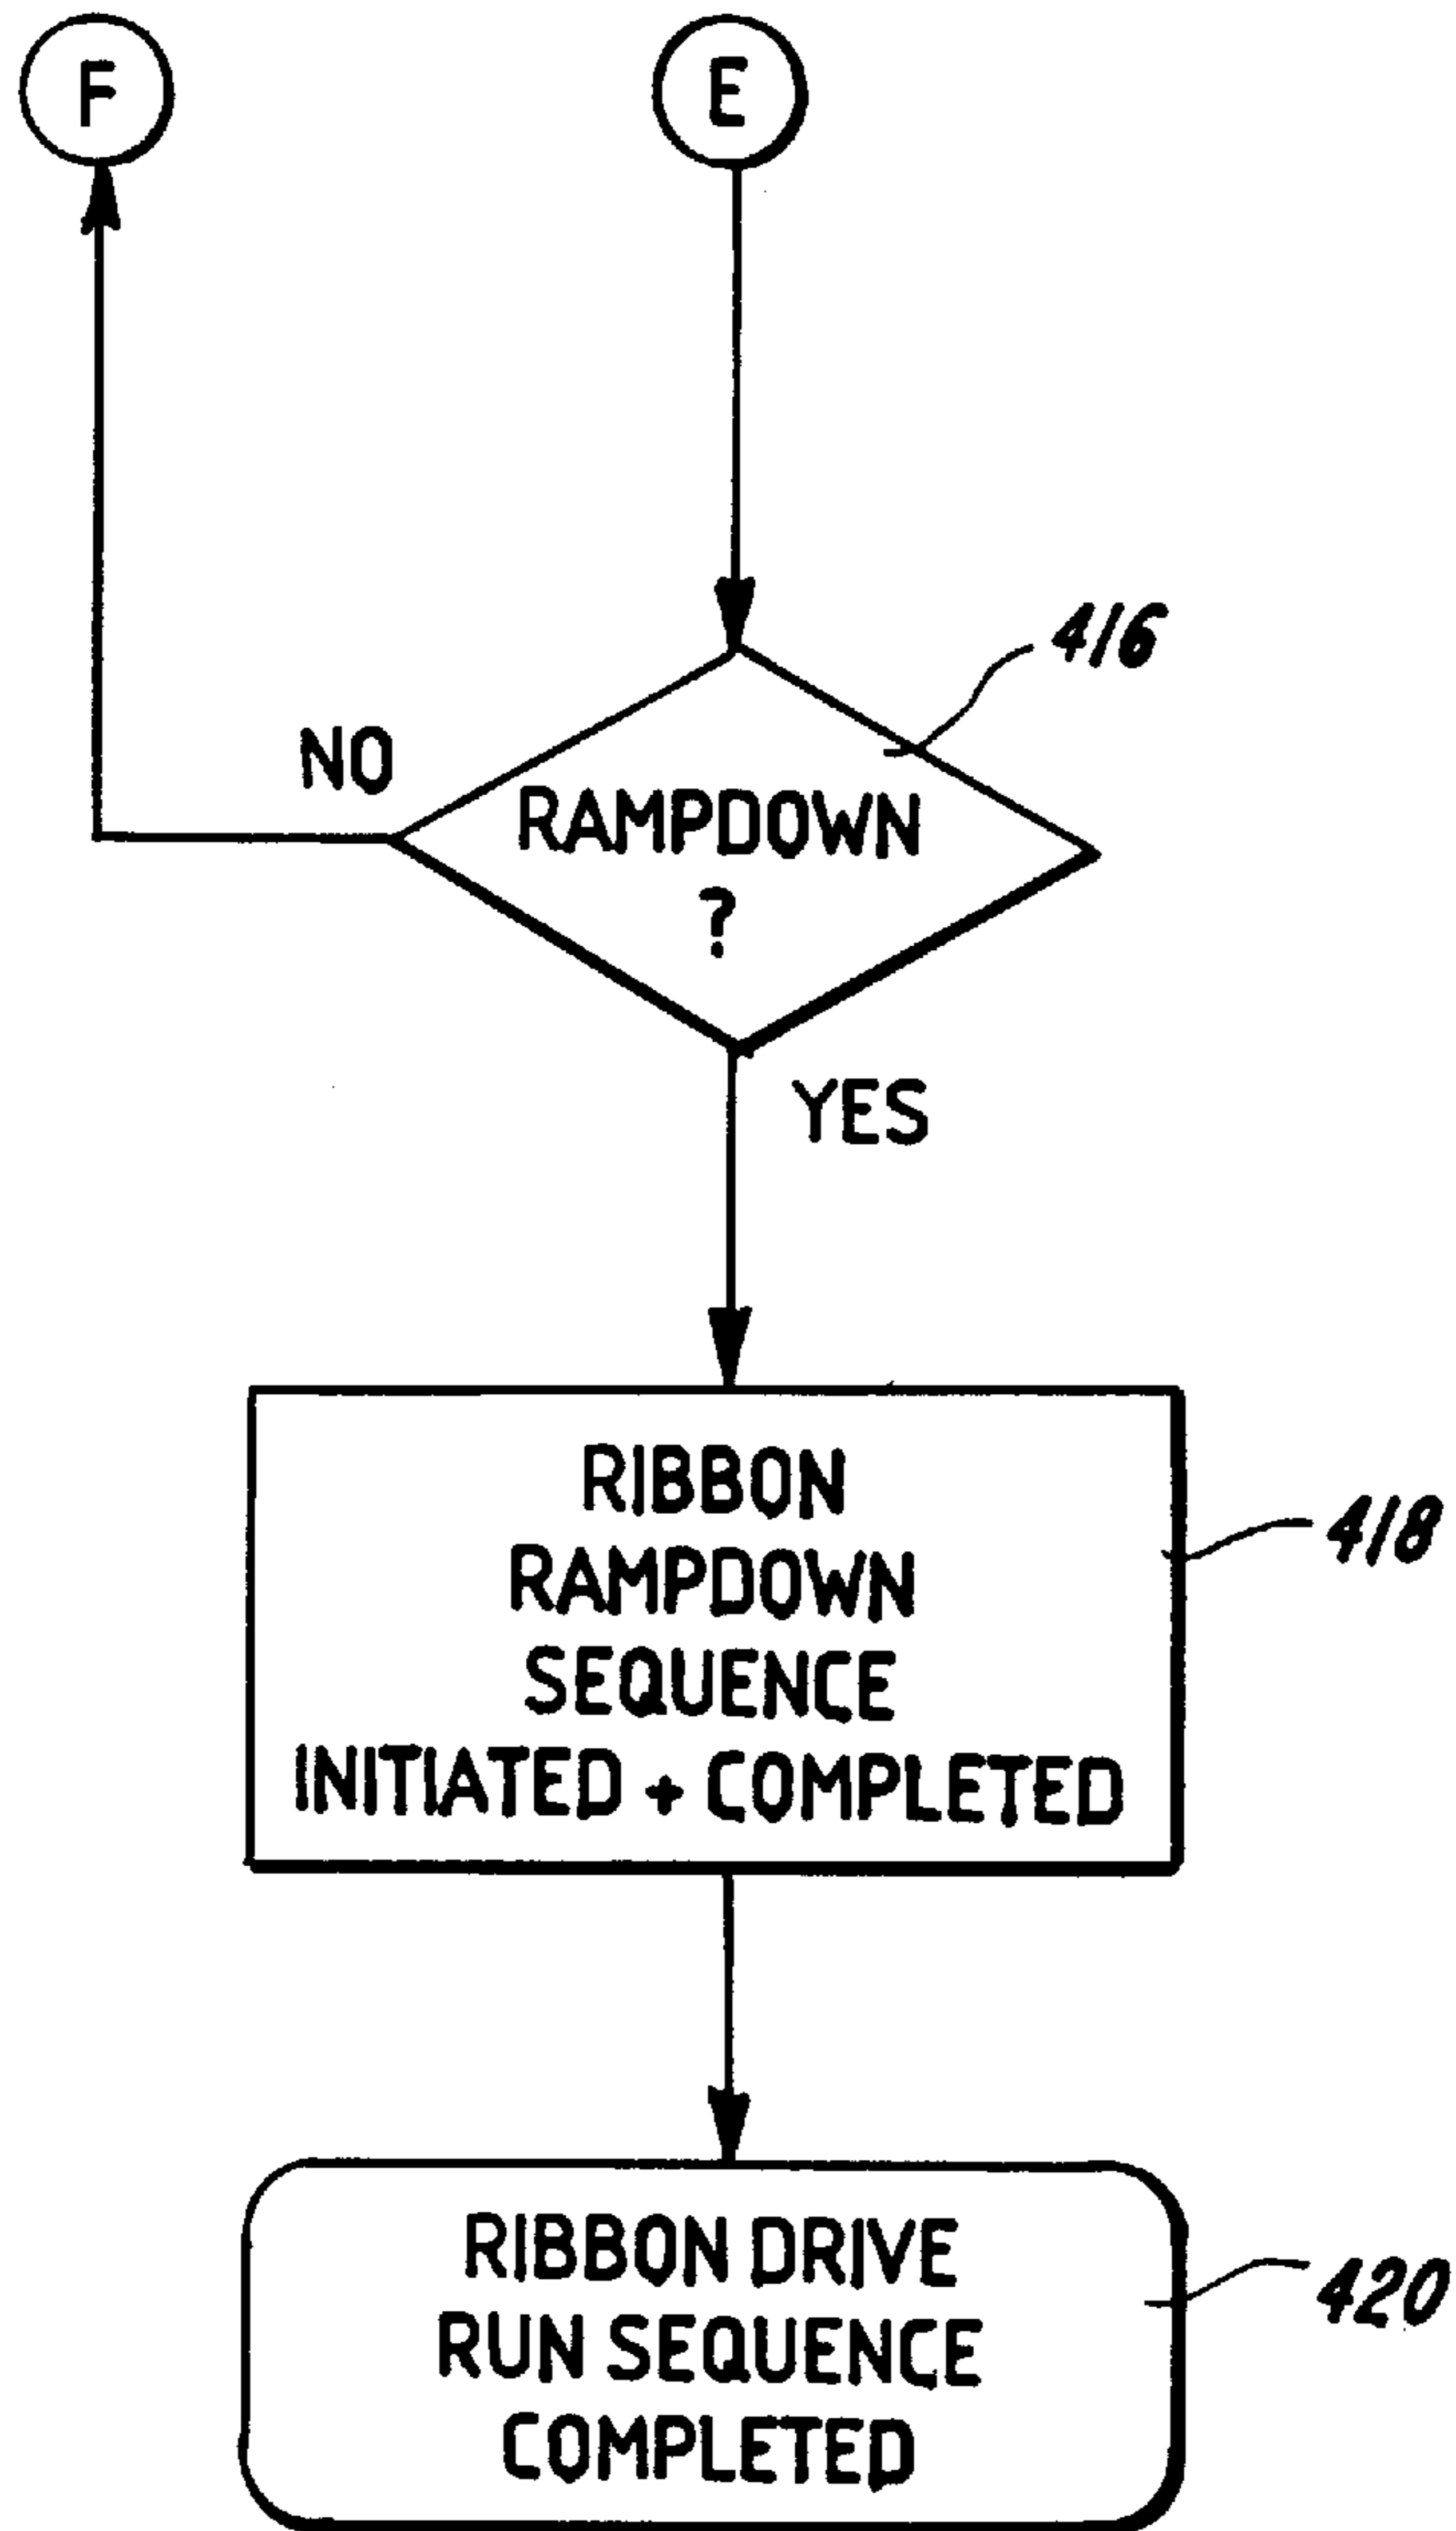 F
E
416
NO
RAMPDOWN
?
YES
RIBBON
RAMPDOWN
SEQUENCE
INITIATED + COMPLETED
418
RIBBON DRIVE
RUN SEQUENCE
COMPLETED
420